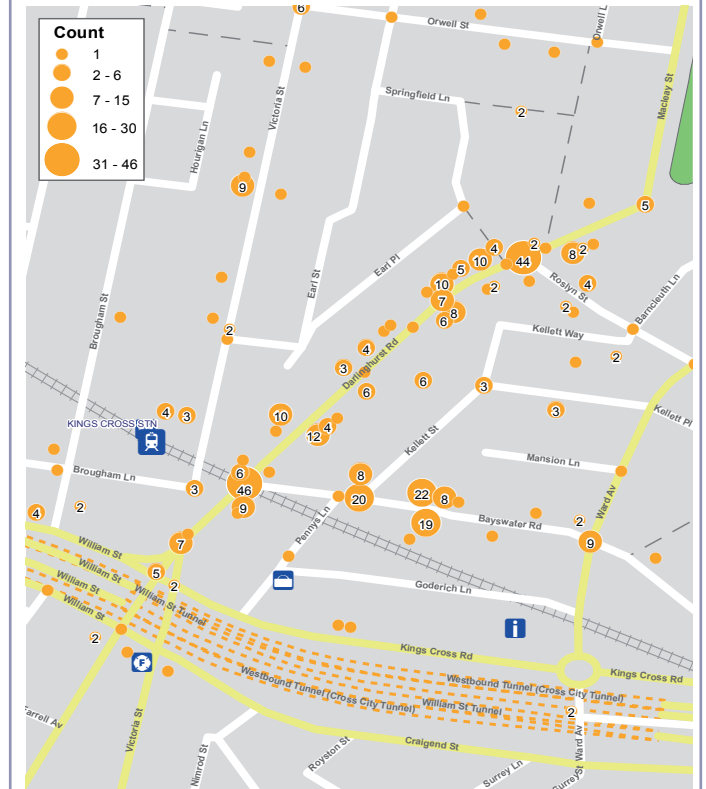 6
Orwell St
Orwell L
Count
1
2 - 6
7 - 15
16 - 30
31 - 46
Macleay St
Springfield Ln
Victoria St
2
Hourigan Ln
9
5
4
2
8
2
10
44
5
Earl Pl
10
2
Roslyn St
4
Earl St
7
8
2
Barncleuth Ln
6
Brougham St
2
Kellett Way
4
2
3
Darlinghurst Rd
6
6
3
3
Kellett Pl
4
3
10
KINGS CROSS STN
4
12
Kellett St
Mansion Ln
Brougham Ln
6
8
3
46
20
22
8
Ward Av
4
2
9
19
Bayswater Rd
2
Pennys Ln
7
9
William St
William St
5
2
William St
William St Tunnel
Goderich Ln
William St
i
2
Kings Cross Rd
F
Kings Cross Rd
Westbound Tunnel (Cross City Tunnel)
Westbound Tunnel (Cross City Tunnel)
William St Tunnel
2
Farrell Av
Victoria St
Craigend St
Ward Av
Nimrod St
Royston St
Surrey Ln
Surrey St